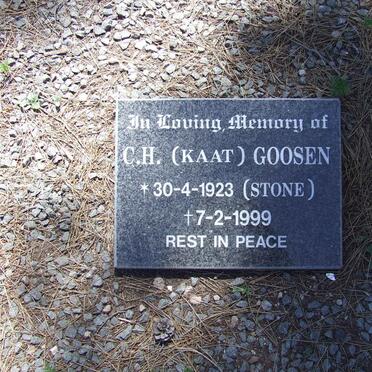 In Loving Memory of
C.H. (KAAT) GOOSEN
* 30-4-1923 (STONE)
†7-2-1999
REST IN PEACE